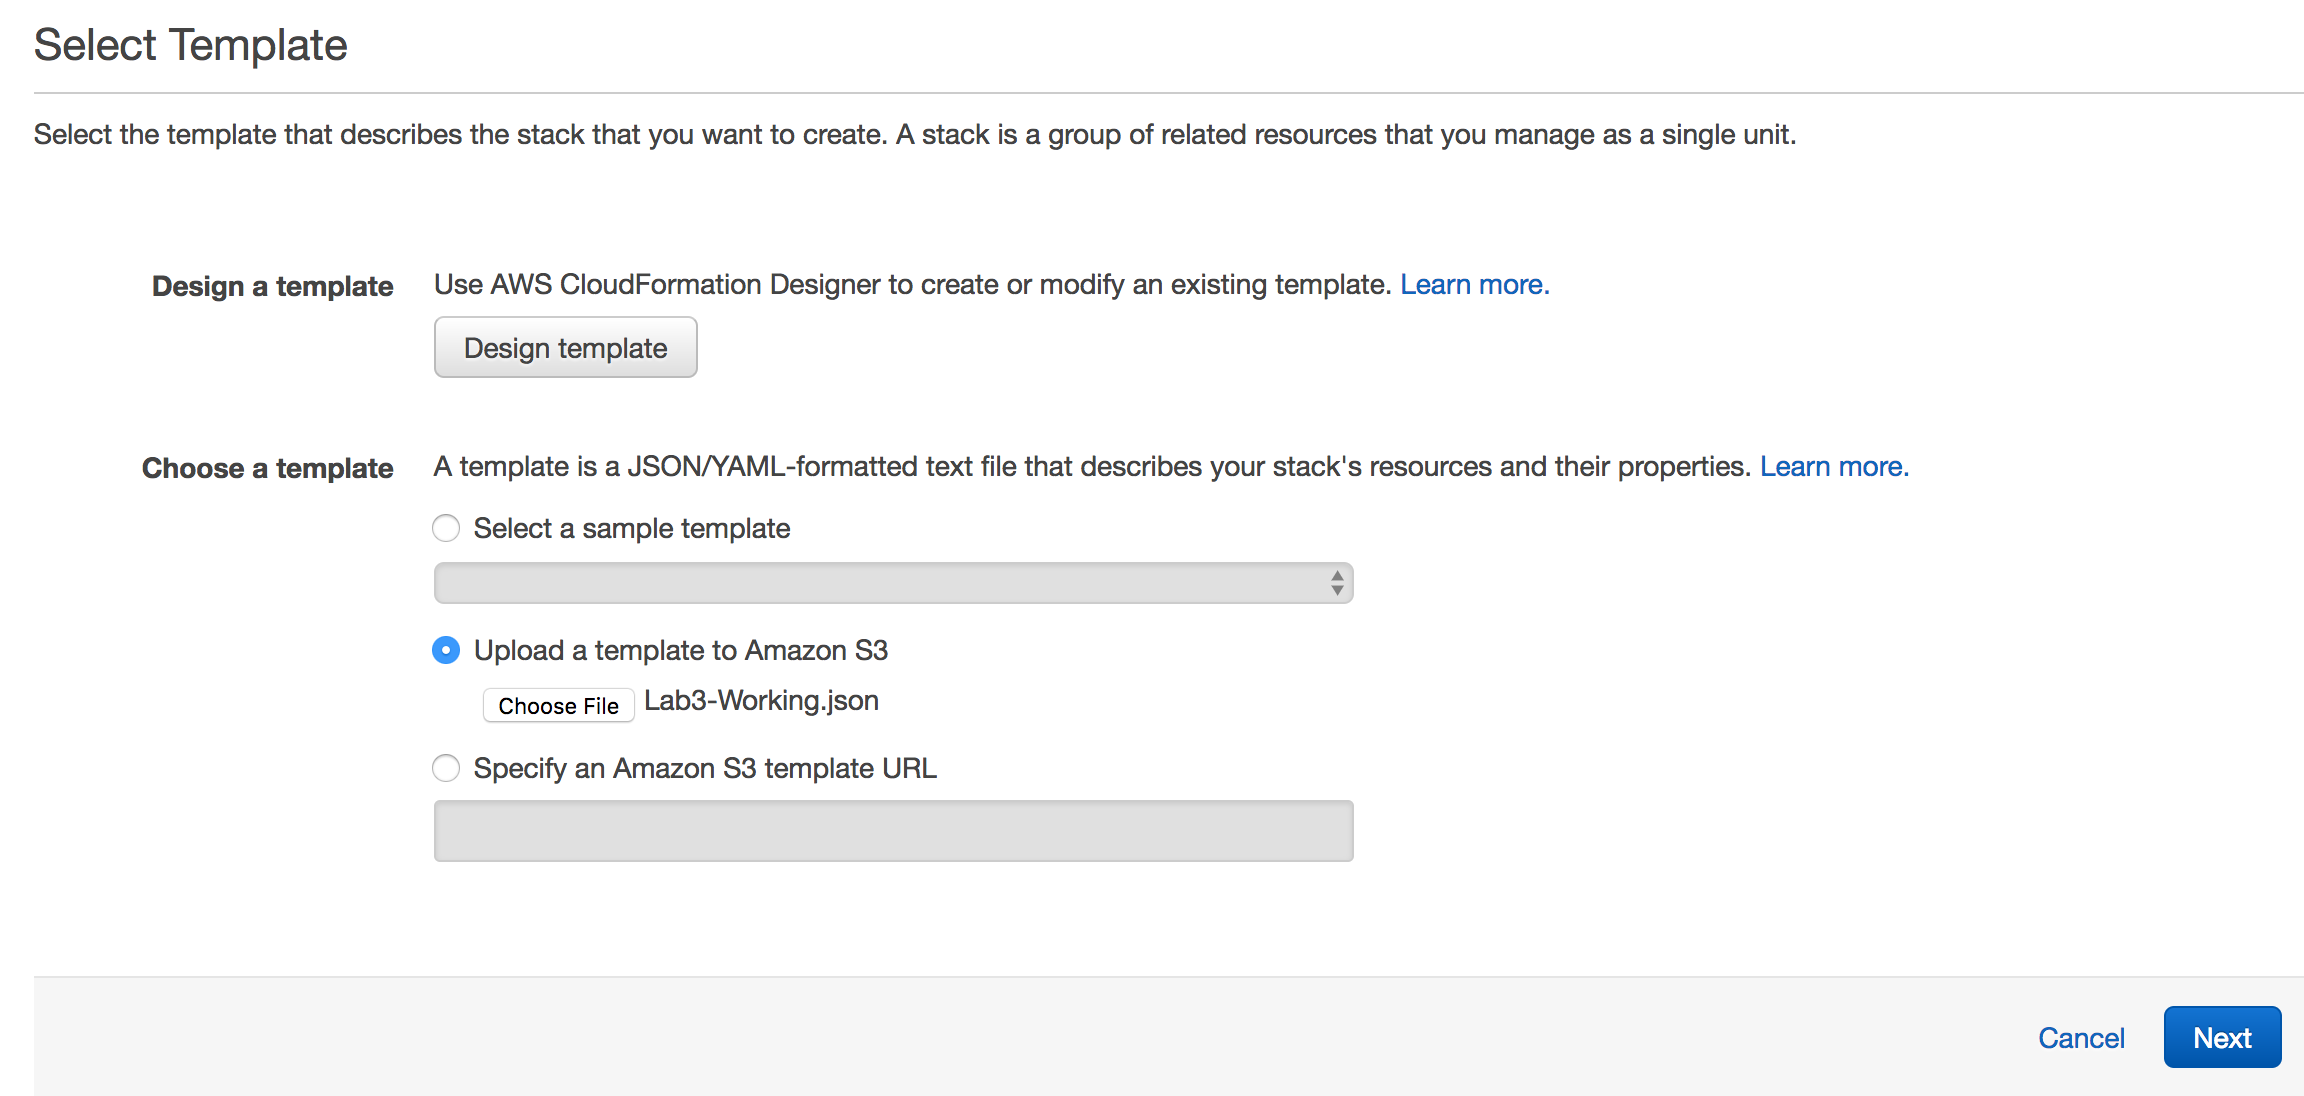 Select Template
Select the template that describes the stack that you want to create. A stack is a group of related resources that you manage as a single unit.
Design a template
Use AWS CloudFormation Designer to create or modify an existing template. Learn more.
Design template
Choose a template
A template is a JSON/YAML-formatted text file that describes your stack's resources and their properties. Learn more.
Select a sample template
Upload a template to Amazon S3
Choose File Lab3-Working.json
Specify an Amazon S3 template URL
Cancel
Next